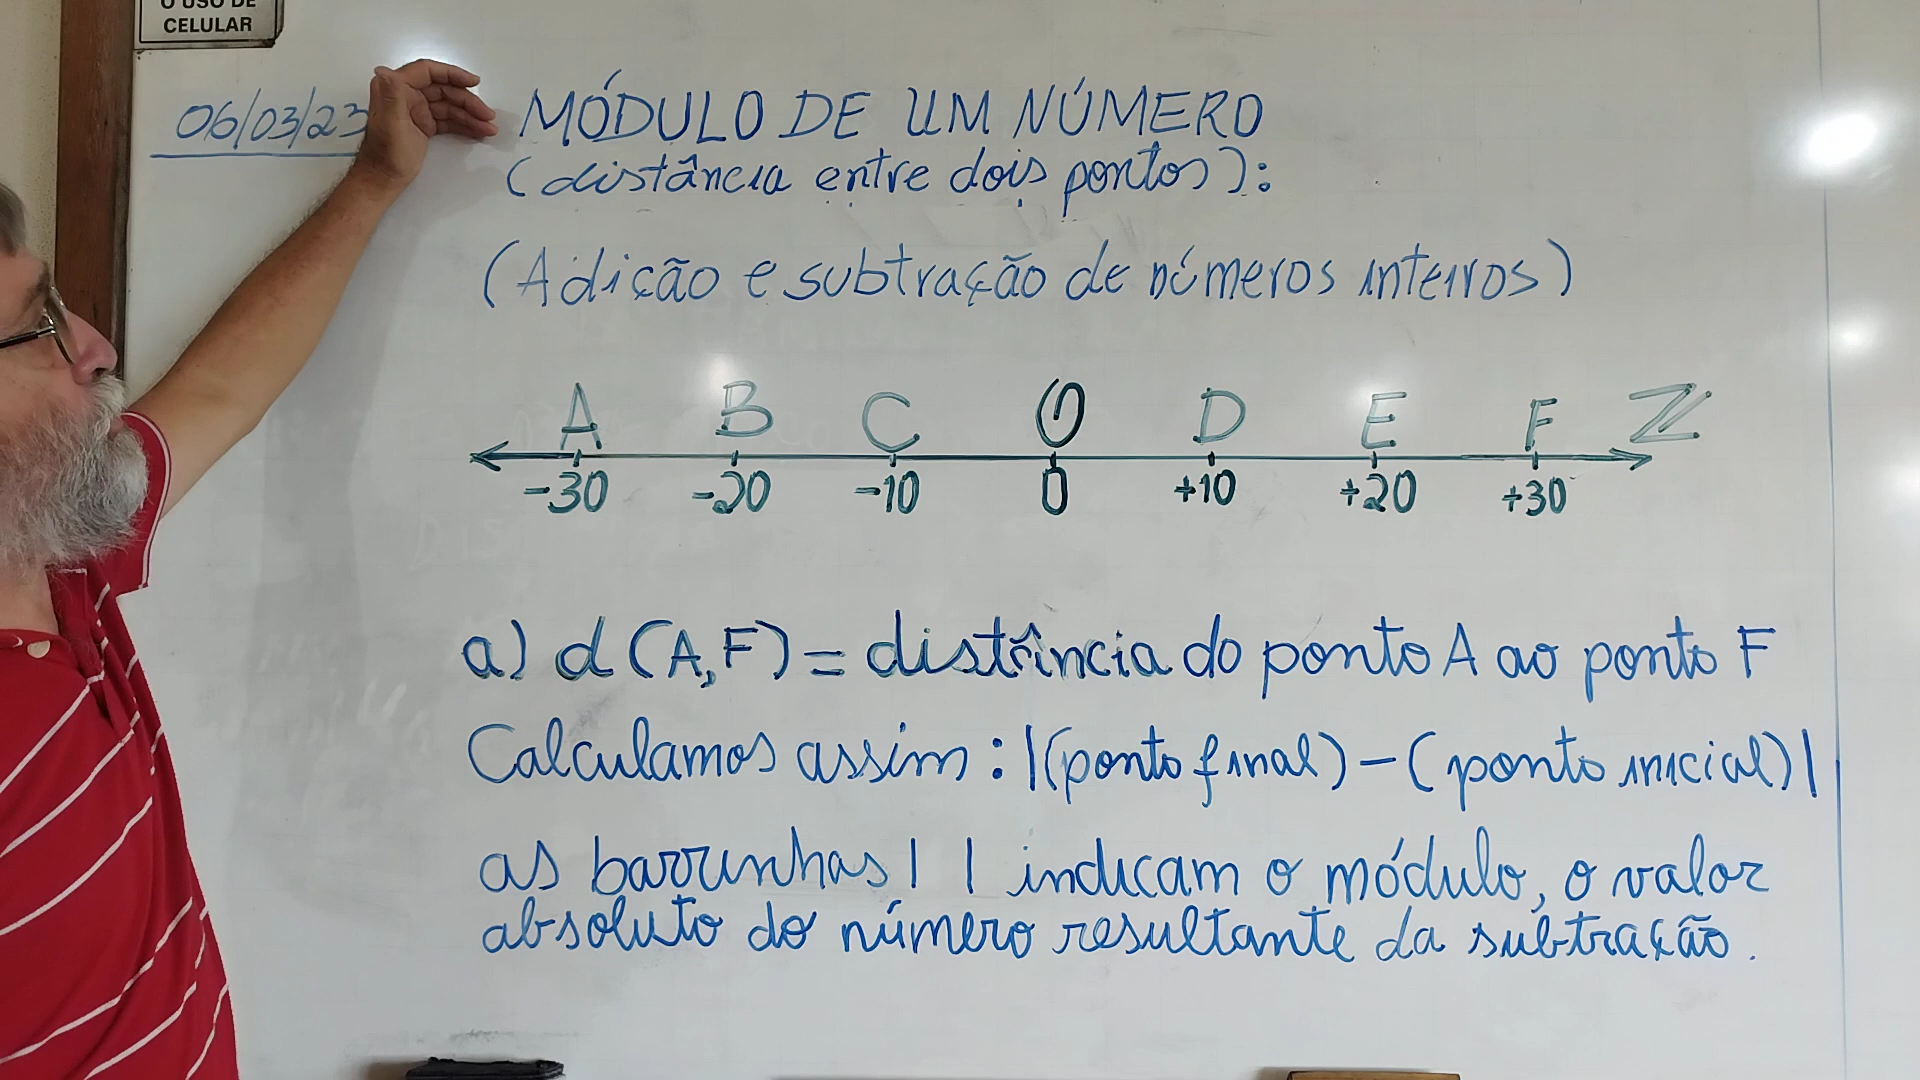 O USO DE
CELULAR
06/03/23
MÓDULO DE UM NÚMERO
(distância entre dois pontos):
(Adição e subtração de números inteiros)
A B C O D E F Z
-30 -20 -10 0 +10 +20 +30
a) d(A,F) = distância do ponto A ao ponto F
Calculamos assim: |(ponto final) - (ponto inicial)|
as barrinhas | | indicam o módulo, o valor
absoluto do número resultante da subtração.